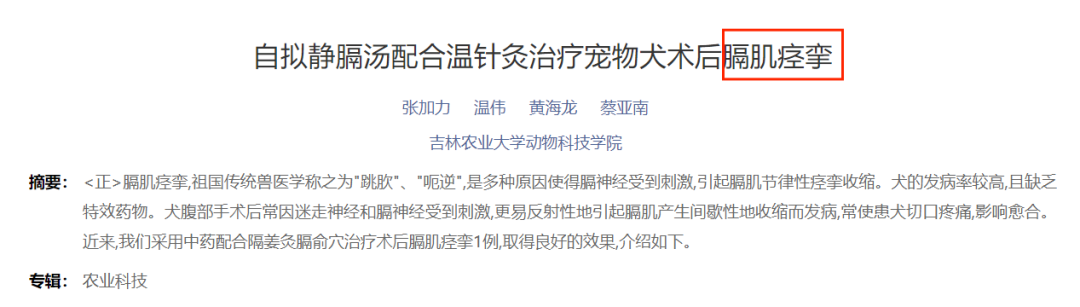 自拟静膈汤配合温针灸治疗宠物犬术后膈肌痉挛
张加力 温伟 黄海龙 蔡亚南
吉林农业大学动物科技学院
摘要： <正>膈肌痉挛,祖国传统兽医学称之为"跳肷"、"呃逆",是多种原因使得膈神经受到刺激,引起膈肌节律性痉挛收缩。犬的发病率较高,且缺乏
特效药物。犬腹部手术后常因迷走神经和膈神经受到刺激,更易反射性地引起膈肌产生间歇性地收缩而发病,常使患犬切口疼痛,影响愈合。
近来,我们采用中药配合隔姜灸膈俞穴治疗术后膈肌痉挛1例,取得良好的效果,介绍如下。
专辑： 农业科技